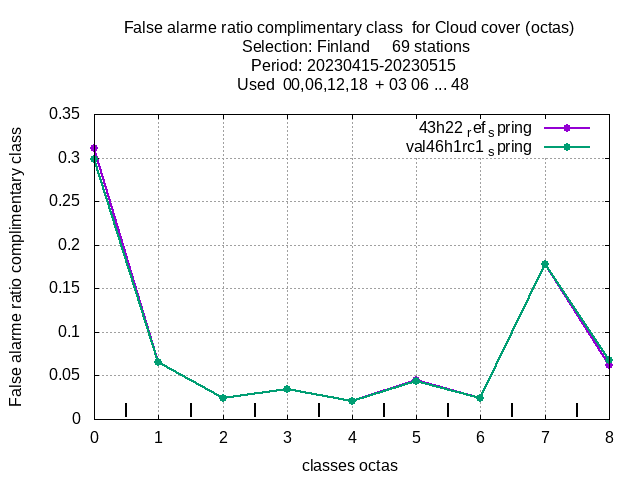 False alarme ratio complimentary class  for Cloud cover (octas)
Selection: Finland     69 stations
Period: 20230415-20230515
Used  00,06,12,18  + 03 06 ... 48
43h22 ref spring
val46h1rc1 spring
False alarme ratio complimentary class
0.35
0.3
0.25
0.2
0.15
0.1
0.05
0
0 1 2 3 4 5 6 7 8
classes octas